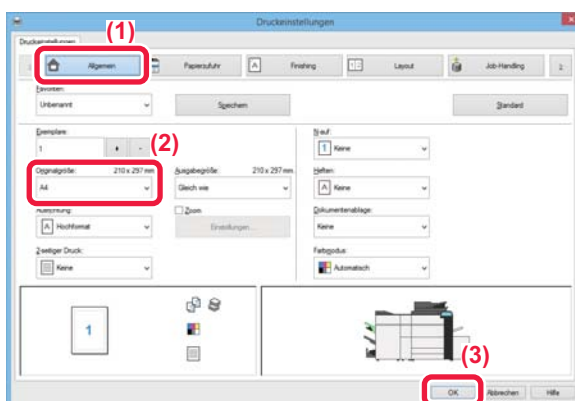 Druckeinstellungen
(1)
Druckeinstellungen
Allgemein Papierzufuhr Finishing Layout Job-Handling
Favoriten:
Unbenannt Speichern Standard
Exemplare: N-auf:
1 + - (2) 1 Keine
Originalgröße: 210 x 297 mm Ausgabegröße: 210 x 297 mm Heften:
A4 Gleich wie A Keine
Ausrichtung: Zoom Dokumentenablage:
A Hochformat Einstellungen... Keine
2-seitiger Druck: Farbmodus:
Keine Automatisch
1
(3)
OK Abbrechen Hilfe